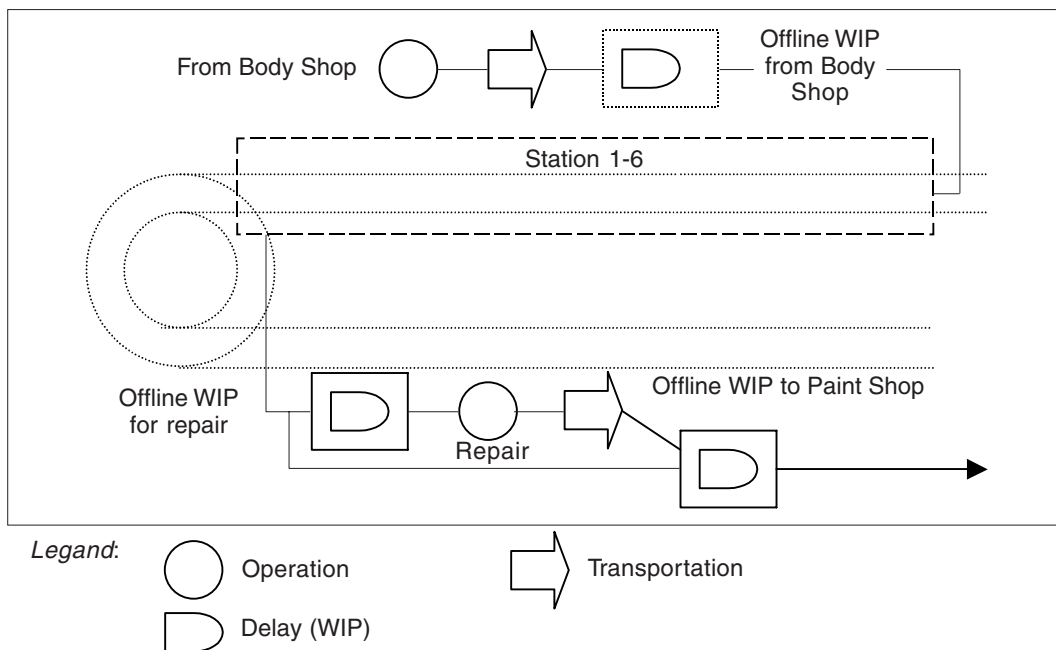 From Body Shop
Offline WIP
from Body
Shop
Station 1-6
Offline WIP
for repair
Repair
Offline WIP to Paint Shop
Legand:
Operation
Transportation
Delay (WIP)